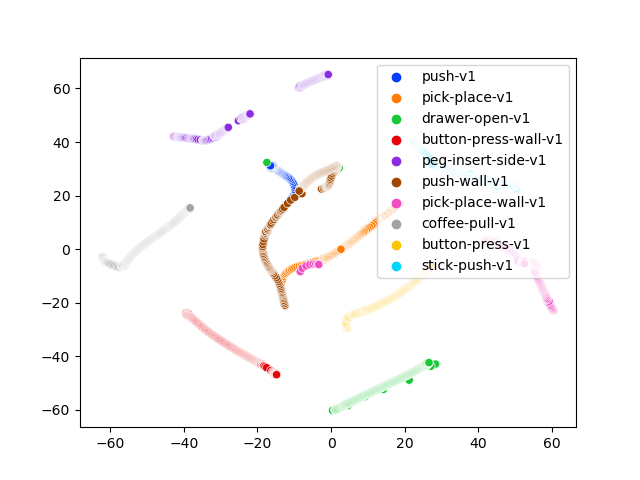 push-v1
pick-place-v1
drawer-open-v1
button-press-wall-v1
peg-insert-side-v1
push-wall-v1
pick-place-wall-v1
coffee-pull-v1
button-press-v1
stick-push-v1
60
40
20
0
−20
−40
−60
−60 −40 −20 0 20 40 60